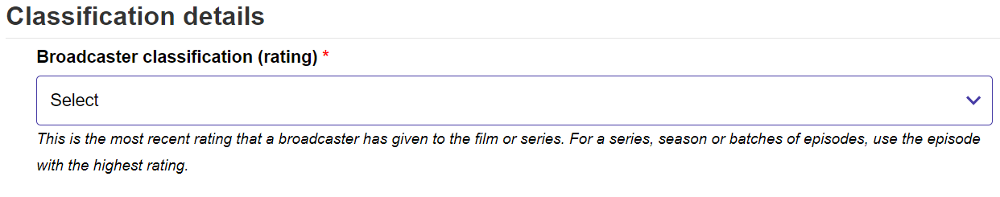 Classification details
Broadcaster classification (rating) *
Select
This is the most recent rating that a broadcaster has given to the film or series. For a series, season or batches of episodes, use the episode
with the highest rating.